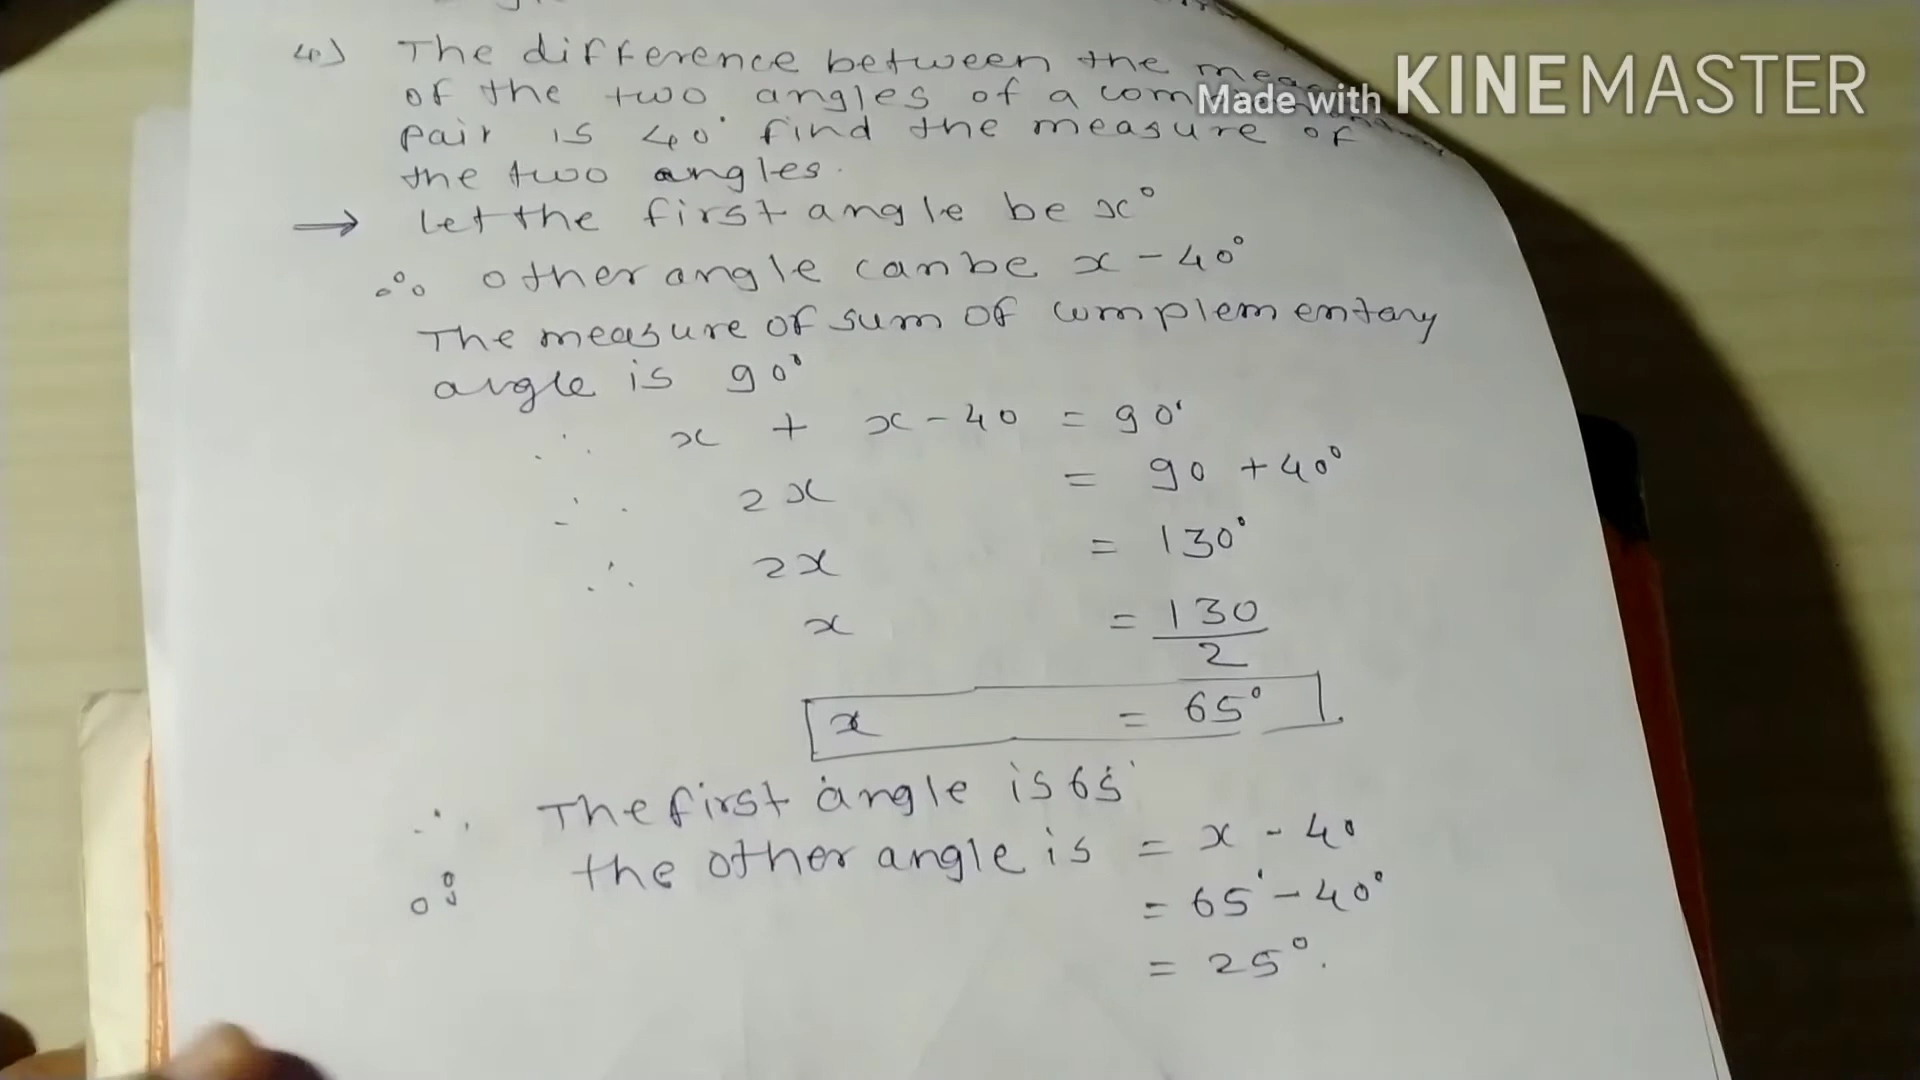 4) The difference between the
of the two angles of a
pair is 40° find the measure of
the two angles.
→ Let the first angle be x°
∴ other angle can be x - 40°
The measure of sum of complementary
angle is 90°
∴ x + x - 40 = 90°
∴ 2x = 90 + 40°
∴ 2x = 130°
x = 130/2
x = 65°
∴ The first angle is 65°
∴ the other angle is = x - 40
= 65° - 40°
= 25°.
Made with KINEMASTER